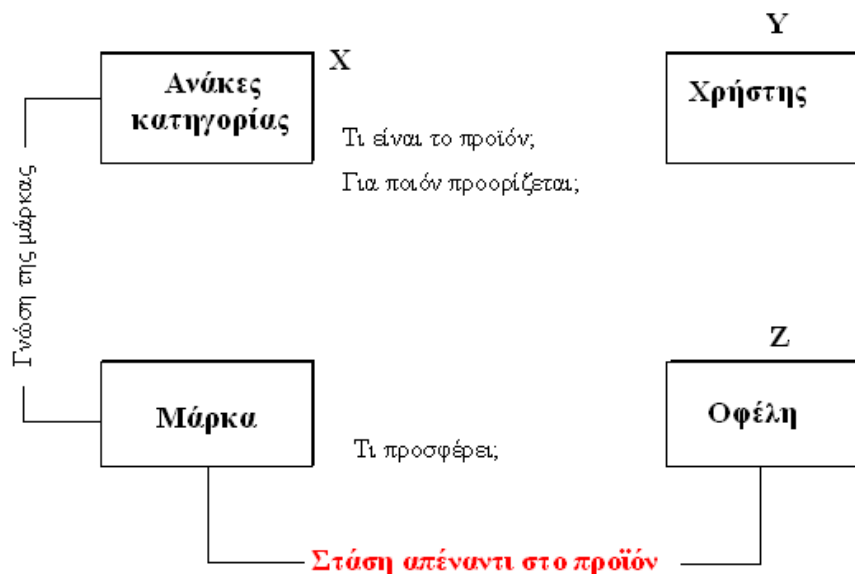 Υ
Χ
Ανάκες
κατηγορίας
Χρήστης
Τι είναι το προϊόν;
Για ποιόν προορίζεται;
Γνώση της μάρκας
Ζ
Μάρκα
Οφέλη
Τι προσφέρει;
Στάση απέναντι στο προϊόν